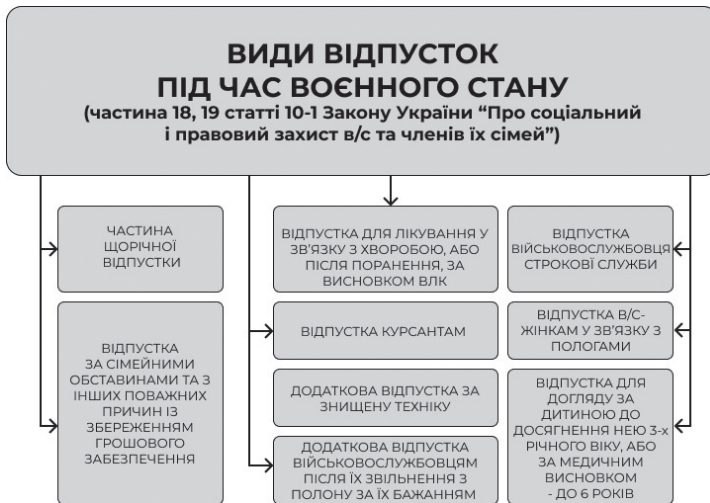 ВИДИ ВІДПУСТОК
ПІД ЧАС ВОЄННОГО СТАНУ
(частина 18, 19 статті 10-1 Закону України “Про соціальний
і правовий захист в/с та членів їх сімей”)
ЧАСТИНА
ЩОРІЧНОЇ
ВІДПУСТКИ
ВІДПУСТКА
ЗА СІМЕЙНИМИ
ОБСТАВИНАМИ ТА З
ІНШИХ ПОВАЖНИХ
ПРИЧИН ІЗ
ЗБЕРЕЖЕННЯМ
ГРОШОВОГО
ЗАБЕЗПЕЧЕННЯ
ВІДПУСТКА ДЛЯ ЛІКУВАННЯ У
ЗВ’ЯЗКУ З ХВОРОБОЮ, АБО
ПІСЛЯ ПОРАНЕННЯ, ЗА
ВИСНОВКОМ ВЛК
ВІДПУСТКА КУРСАНТАМ
ДОДАТКОВА ВІДПУСТКА ЗА
ЗНИЩЕНУ ТЕХНІКУ
ДОДАТКОВА ВІДПУСТКА
ВІЙСЬКОВОСЛУЖБОВЦЯМ
ПІСЛЯ ЇХ ЗВІЛЬНЕННЯ З
ПОЛОНУ ЗА ЇХ БАЖАННЯМ
ВІДПУСТКА
ВІЙСЬКОВОСЛУЖБОВЦЯ
СТРОКОВІ СЛУЖБИ
ВІДПУСТКА В/С-
ЖІНКАМ У ЗВ’ЯЗКУ З
ПОЛОГАМИ
ВІДПУСТКА ДЛЯ
ДОГЛЯДУ ЗА
ДИТИНОЮ ДО
ДОСЯГНЕННЯ НЕЮ 3-х
РІЧНОГО ВІКУ, АБО
ЗА МЕДИЧНИМ
ВИСНОВКОМ
- ДО 6 РОКІВ